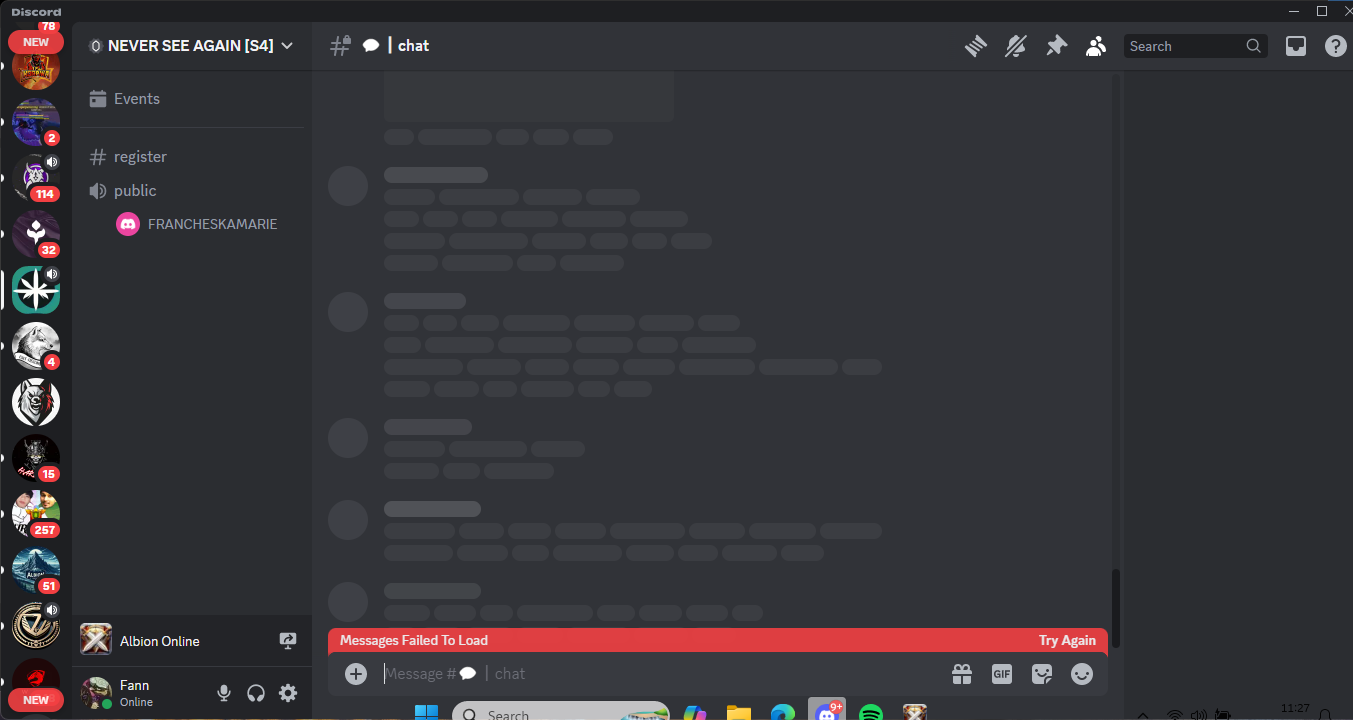 Discord
78
NEW
2
114
32
4
15
257
51
NEW
NEVER SEE AGAIN [S4]
Events
register
public
FRANCHESKAMARIE
Albion Online
Fann
Online
| chat
Search
Messages Failed To Load
Try Again
Message # | chat
GIF
Search
9+
11:27